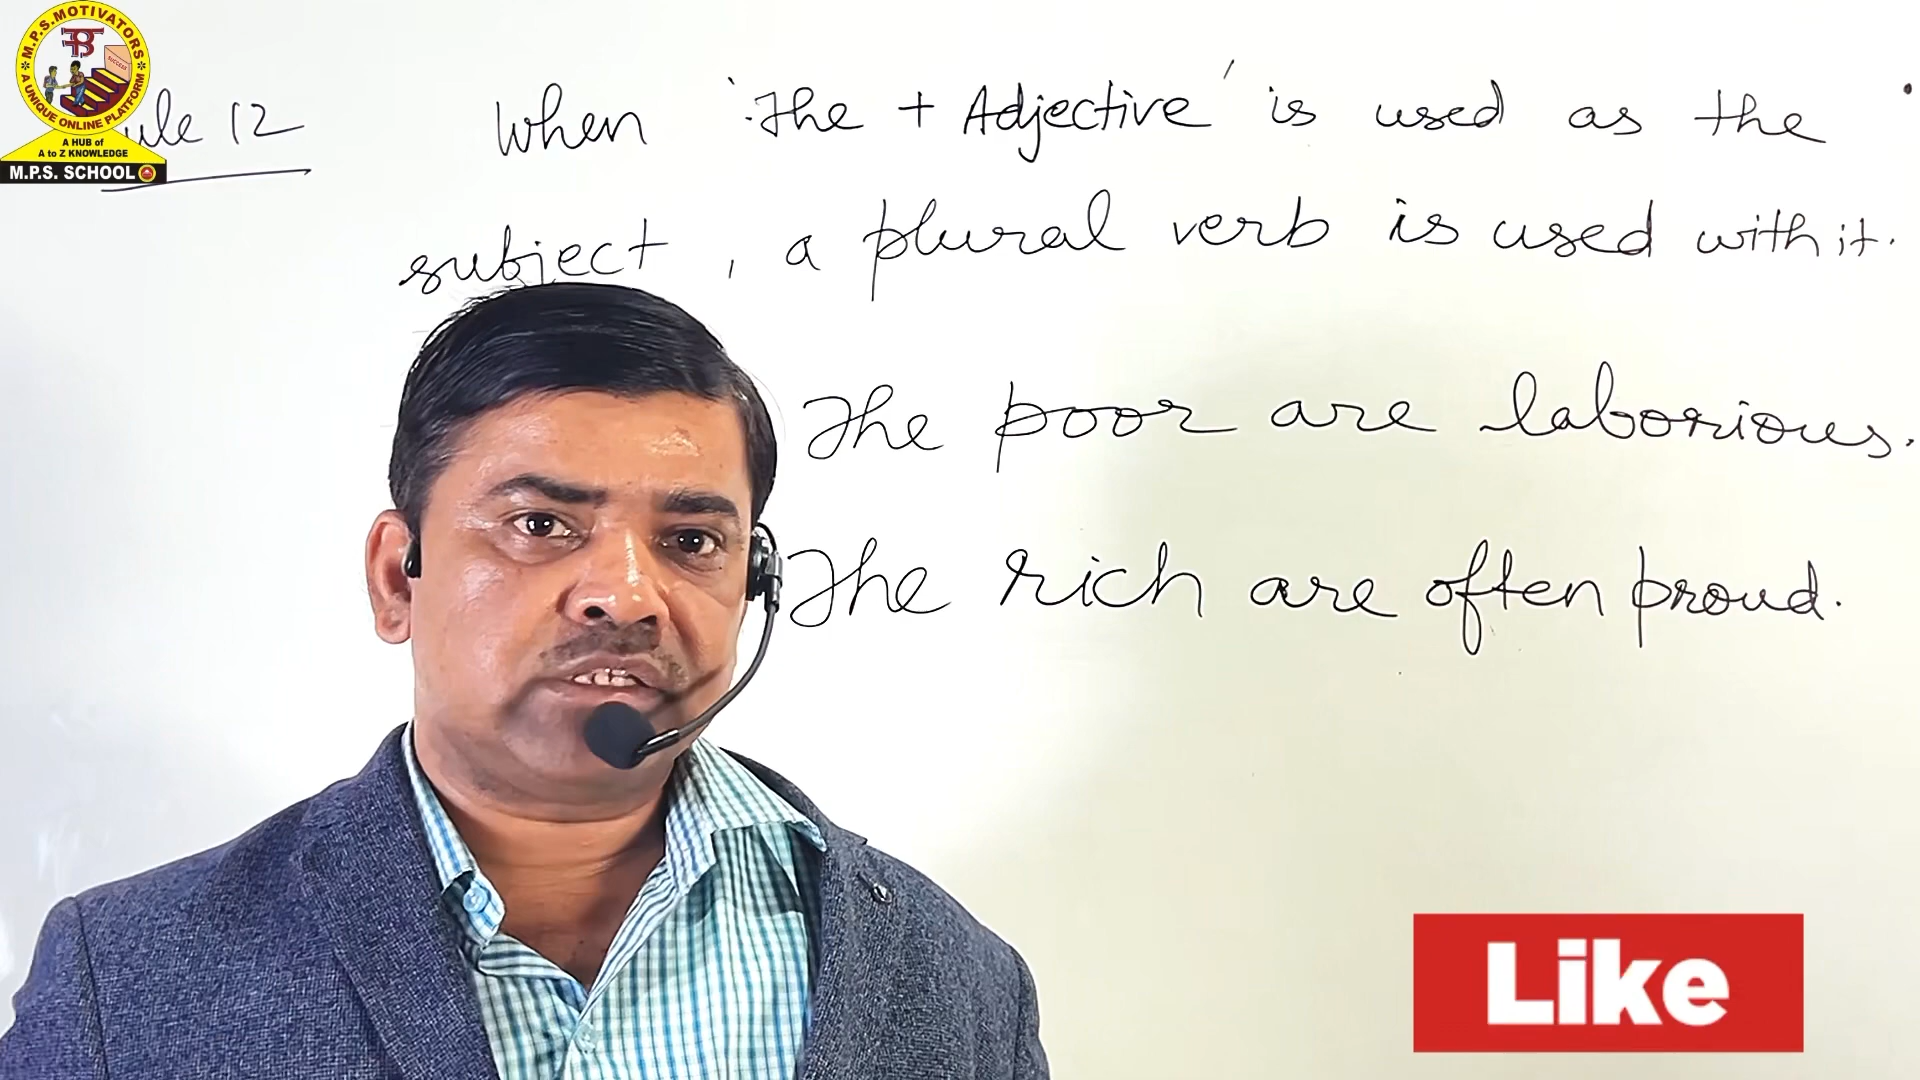 M.P.S.MOTIVATORS
SUCCESS
A UNIQUE ONLINE PLATFORM
A HUB of
A to Z KNOWLEDGE
M.P.S. SCHOOL
ule 12
When 'The + Adjective' is used as the
subject, a plural verb is used with it.
The poor are laborious.
The rich are often proud.
Like